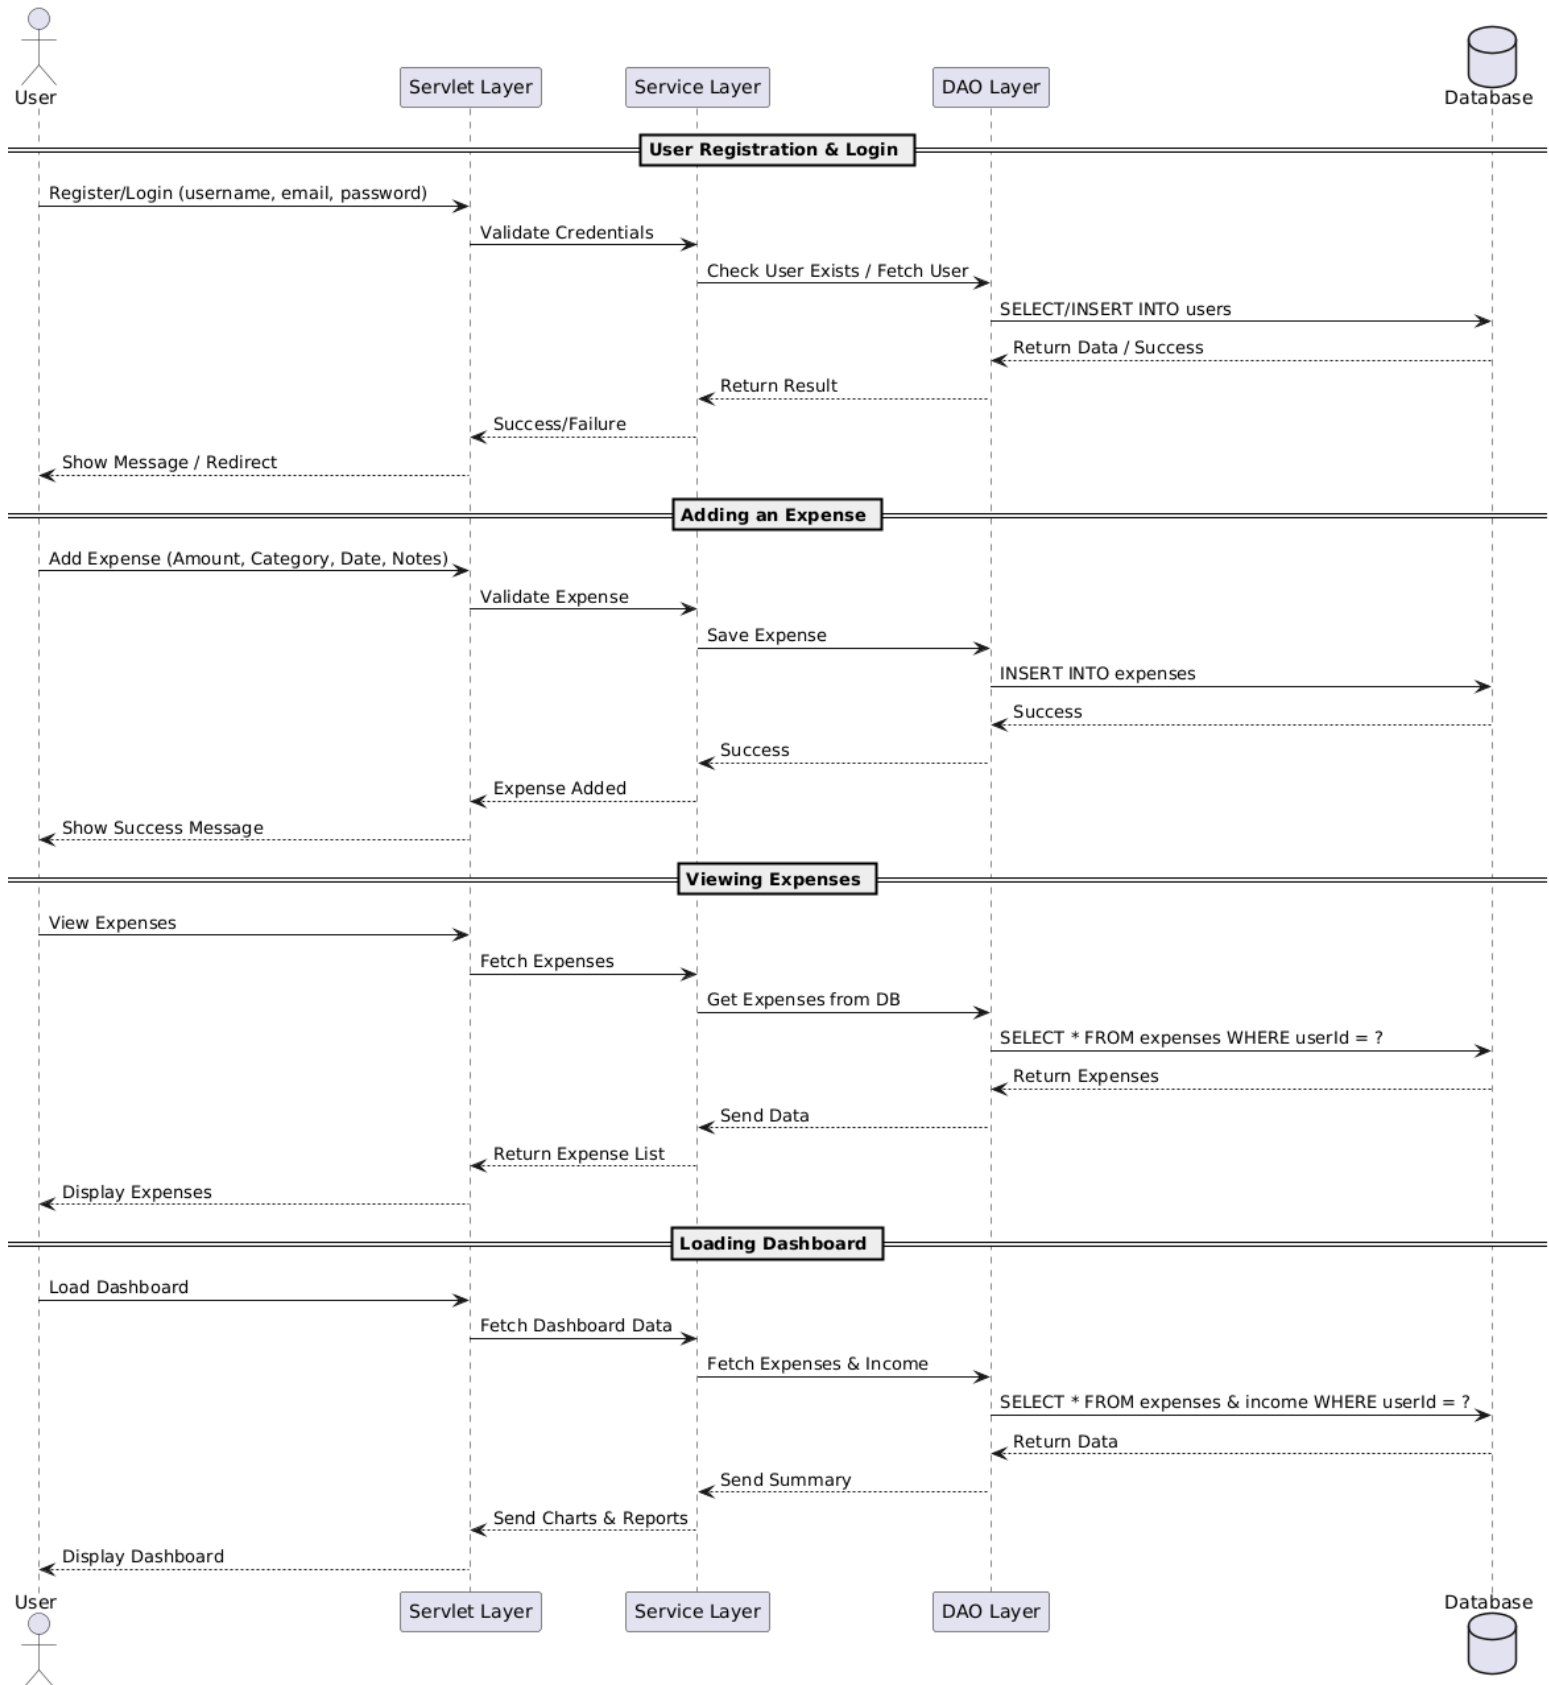 User
Servlet Layer
Service Layer
DAO Layer
Database
User Registration & Login
Register/Login (username, email, password)
Validate Credentials
Check User Exists / Fetch User
SELECT/INSERT INTO users
Return Data / Success
Return Result
Success/Failure
Show Message / Redirect
Adding an Expense
Add Expense (Amount, Category, Date, Notes)
Validate Expense
Save Expense
INSERT INTO expenses
Success
Success
Expense Added
Show Success Message
Viewing Expenses
View Expenses
Fetch Expenses
Get Expenses from DB
SELECT * FROM expenses WHERE userId = ?
Return Expenses
Send Data
Return Expense List
Display Expenses
Loading Dashboard
Load Dashboard
Fetch Dashboard Data
Fetch Expenses & Income
SELECT * FROM expenses & income WHERE userId = ?
Return Data
Send Summary
Send Charts & Reports
Display Dashboard
User
Servlet Layer
Service Layer
DAO Layer
Database